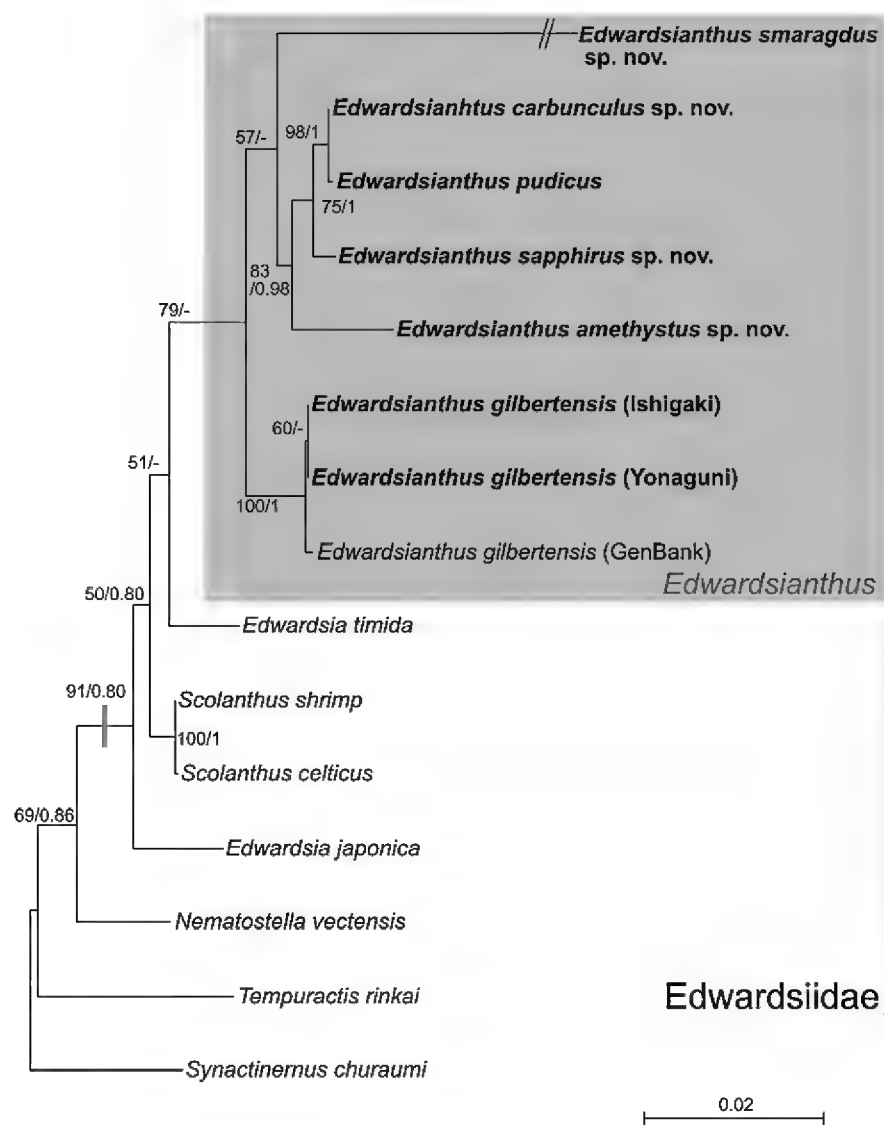 Edwardsianthus smaragdus
sp. nov.
Edwardsianhtus carbunculus sp. nov.
98/1
57/-
Edwardsianthus pudicus
75/1
Edwardsianthus sapphirus sp. nov.
83
/0.98
79/-
Edwardsianthus amethystus sp. nov.
Edwardsianthus gilbertensis (Ishigaki)
60/-
51/-
Edwardsianthus gilbertensis (Yonaguni)
100/1
Edwardsianthus gilbertensis (GenBank)
Edwardsianthus
50/0.80
Edwardsia timida
91/0.80
Scolanthus shrimp
100/1
Scolanthus celticus
69/0.86
Edwardsia japonica
Nematostella vectensis
Tempuractis rinkai
Edwardsiidae
Synactinernus churaumi
0.02